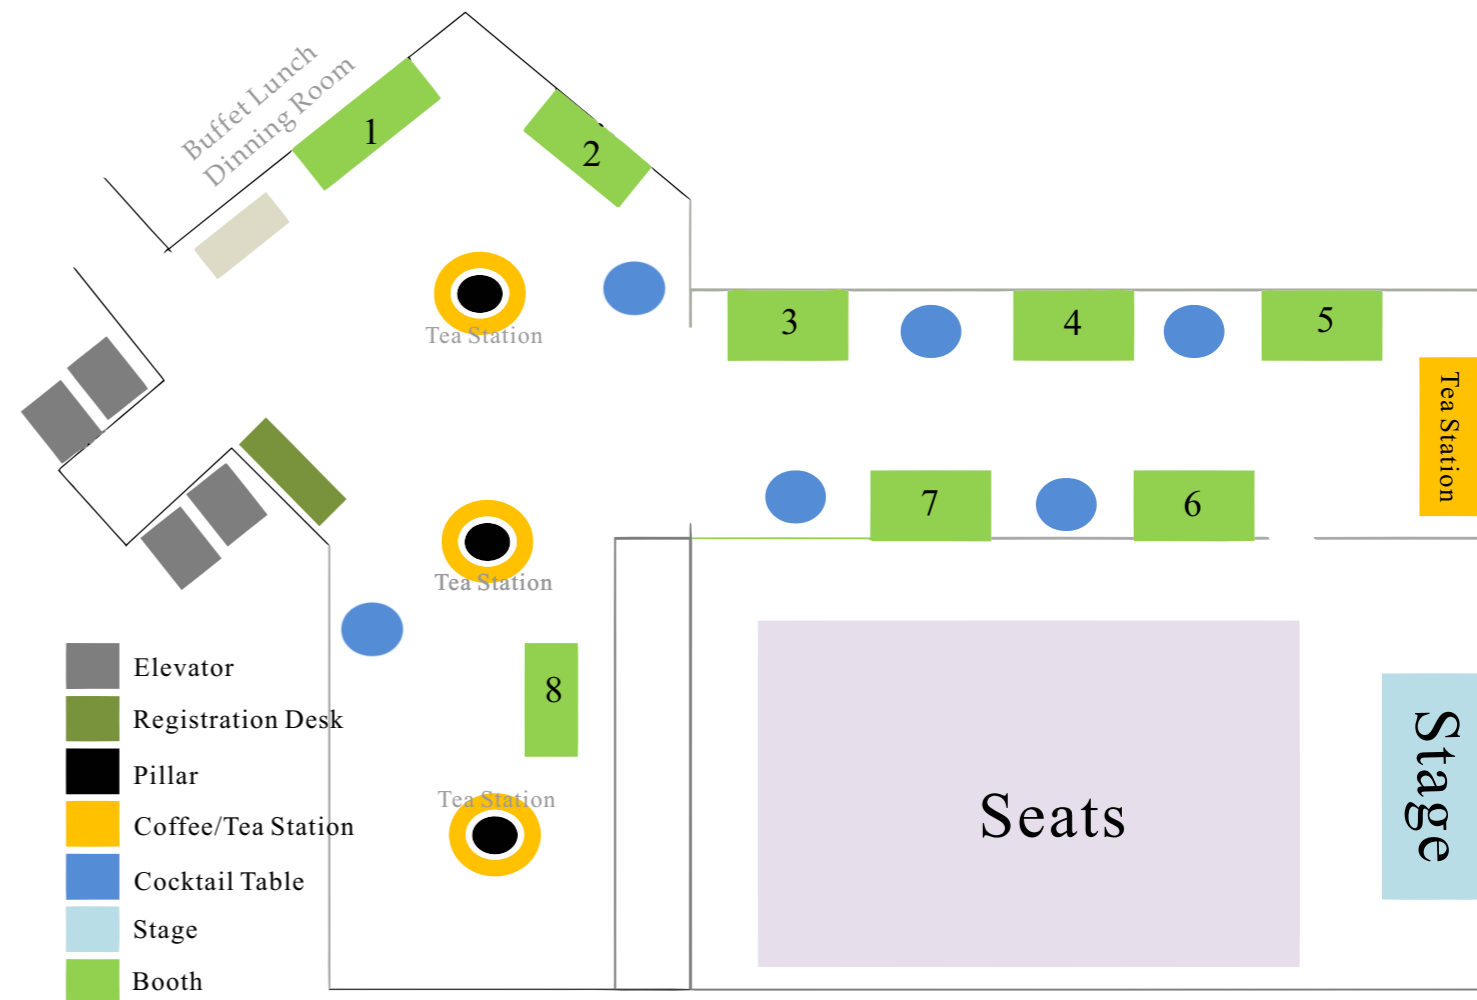 Buffet Lunch
Dinning Room
1
2
Tea Station
3
4
5
Tea Station
7
6
Tea Station
8
Tea Station
Seats
Stage
Elevator
Registration Desk
Pillar
Coffee/Tea Station
Cocktail Table
Stage
Booth